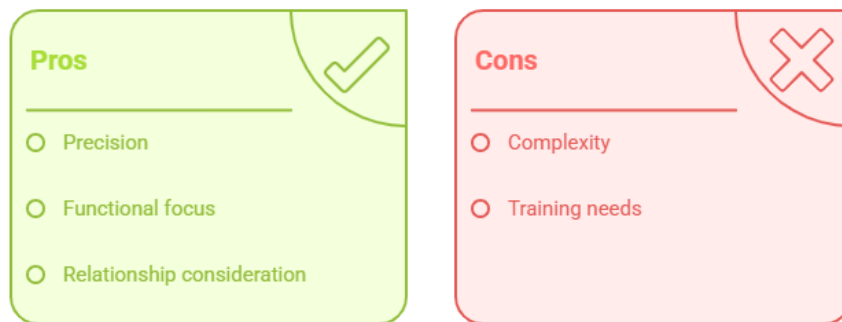 Pros
Precision
Functional focus
Relationship consideration
Cons
Complexity
Training needs